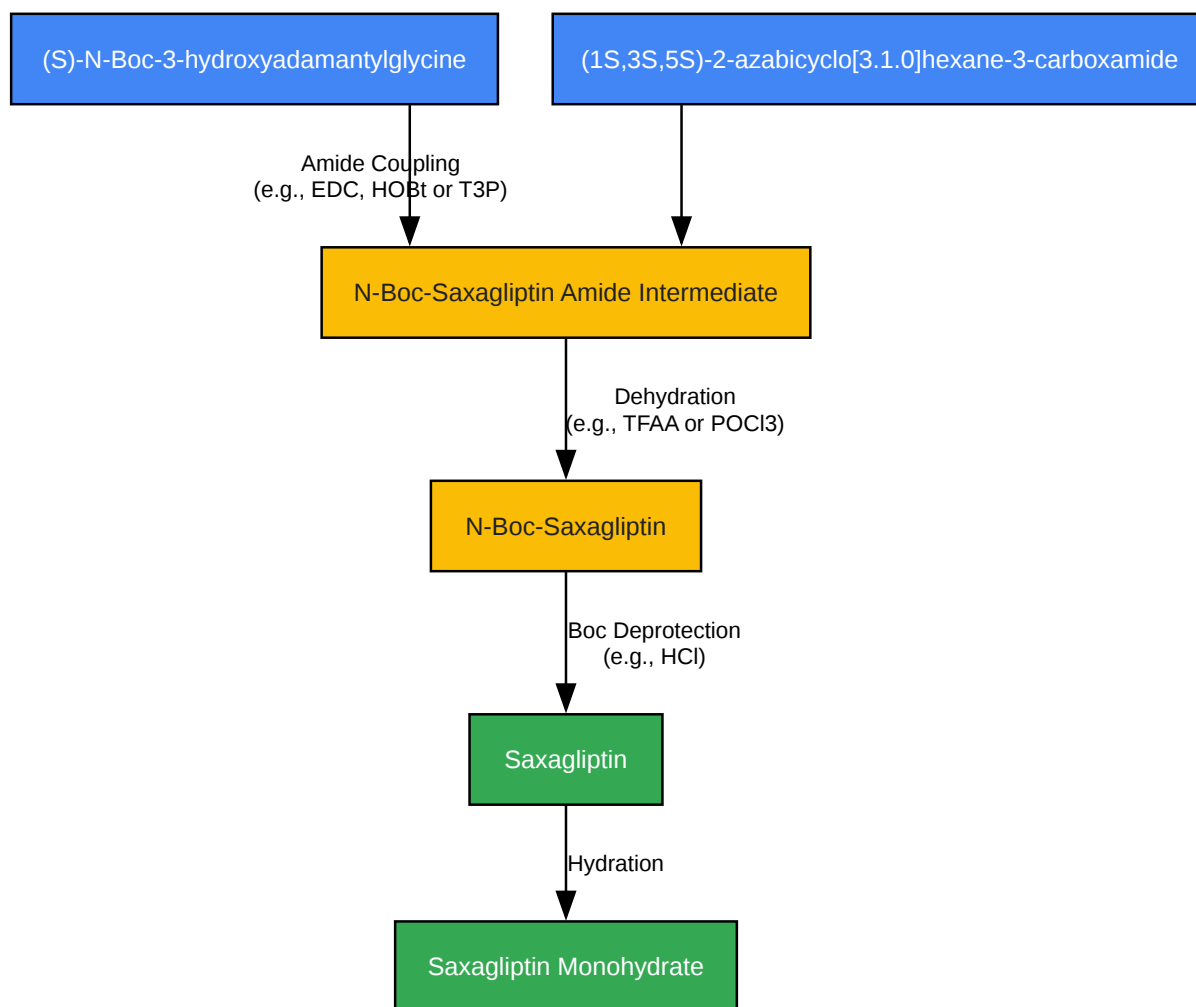 (S)-N-Boc-3-hydroxyadamantylglycine
(1S,3S,5S)-2-azabicyclo[3.1.0]hexane-3-carboxamide
Amide Coupling
(e.g., EDC, HOBt or T3P)
N-Boc-Saxagliptin Amide Intermediate
Dehydration
(e.g., TFAA or POCl3)
N-Boc-Saxagliptin
Boc Deprotection
(e.g., HCl)
Saxagliptin
Hydration
Saxagliptin Monohydrate